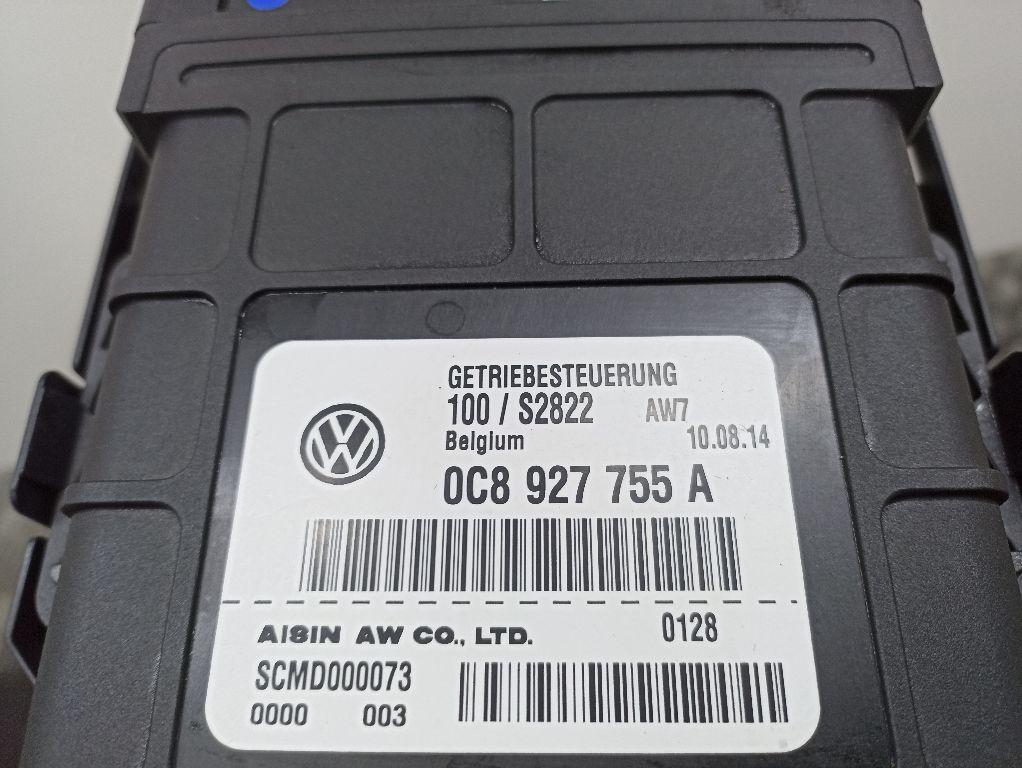 GETRIEBESTEUERUNG
100 / S2822 AW7
Belgium 10.08.14
0C8 927 755 A
AISIN AW CO., LTD. 0128
SCMD000073
0000 003